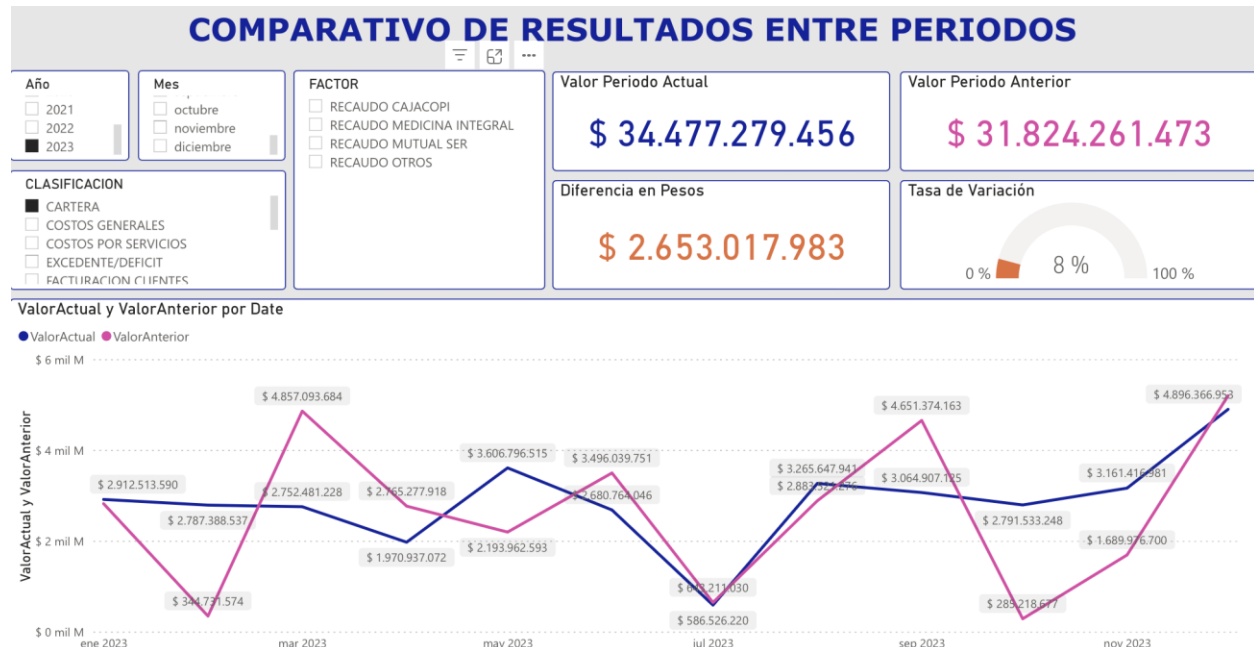 COMPARATIVO DE RESULTADOS ENTRE PERIODOS
Año
2021
2022
2023
Mes
octubre
noviembre
diciembre
FACTOR
RECAUDO CAJACOPI
RECAUDO MEDICINA INTEGRAL
RECAUDO MUTUAL SER
RECAUDO OTROS
Valor Periodo Actual
$ 34.477.279.456
Valor Periodo Anterior
$ 31.824.261.473
CLASIFICACION
CARTERA
COSTOS GENERALES
COSTOS POR SERVICIOS
EXCEDENTE/DEFICIT
FACTURACION CLIENTES
Diferencia en Pesos
$ 2.653.017.983
Tasa de Variación
0 %
8 %
100 %
ValorActual y ValorAnterior por Date
ValorActual
ValorAnterior
ValorActual y ValorAnterior
$ 6 mil M
$ 4 mil M
$ 2 mil M
$ 0 mil M
$ 2.912.513.590
$ 2.787.388.537
$ 344.731.574
$ 4.857.093.684
$ 2.752.481.228
$ 2.765.277.918
$ 1.970.937.072
$ 3.606.796.515
$ 2.193.962.593
$ 3.496.039.751
$ 2.680.764.046
$ 586.526.220
$ 3.265.647.941
$ 4.651.374.163
$ 3.064.907.125
$ 2.791.533.248
$ 285.218.677
$ 3.161.416.981
$ 1.689.976.700
$ 4.896.366.953
ene 2023
mar 2023
may 2023
jul 2023
sep 2023
nov 2023